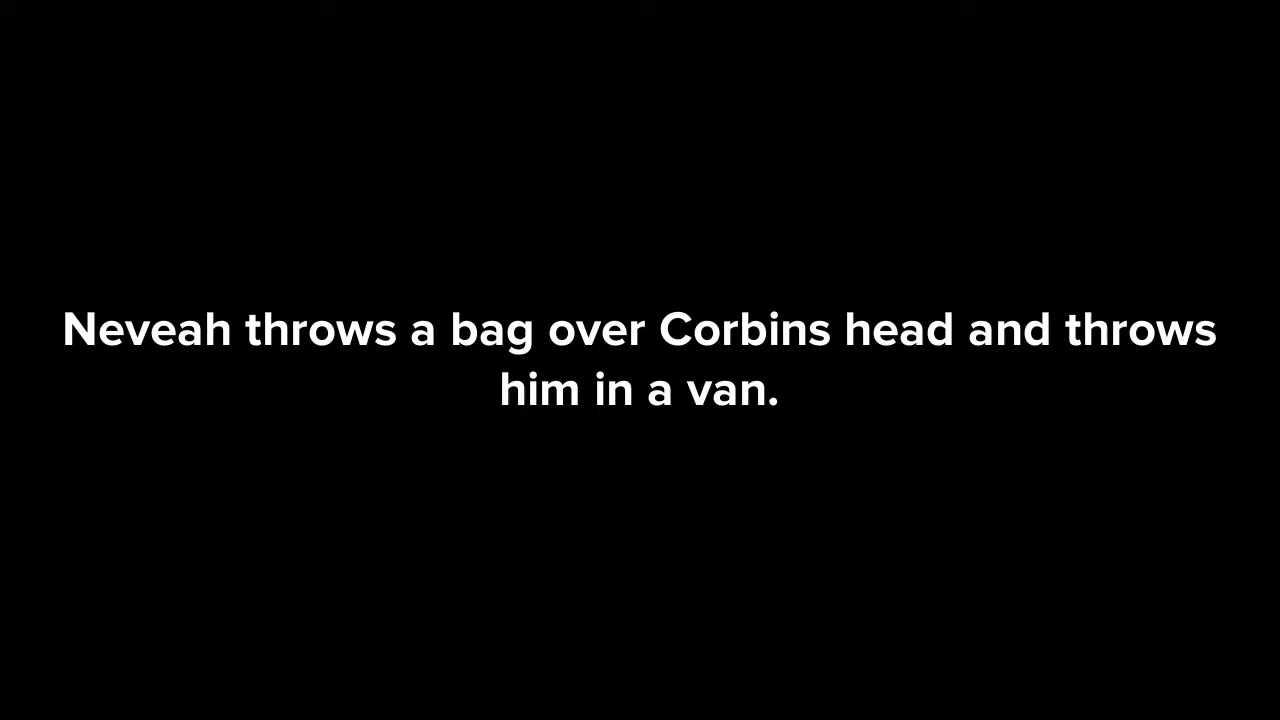 Neveah throws a bag over Corbins head and throws
him in a van.